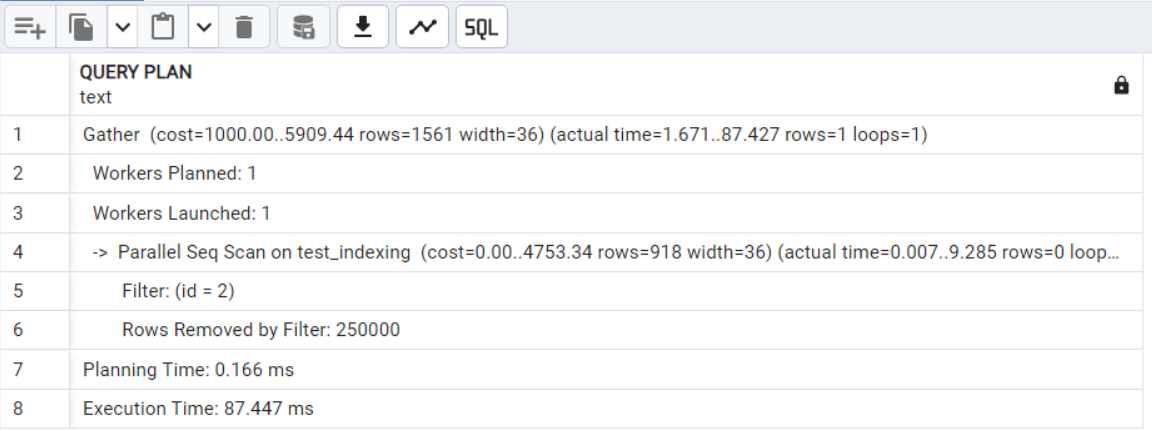 SQL
QUERY PLAN
text
1 Gather (cost=1000.00..5909.44 rows=1561 width=36) (actual time=1.671..87.427 rows=1 loops=1)
2 Workers Planned: 1
3 Workers Launched: 1
4 -> Parallel Seq Scan on test_indexing (cost=0.00..4753.34 rows=918 width=36) (actual time=0.007..9.285 rows=0 loop…
5 Filter: (id = 2)
6 Rows Removed by Filter: 250000
7 Planning Time: 0.166 ms
8 Execution Time: 87.447 ms